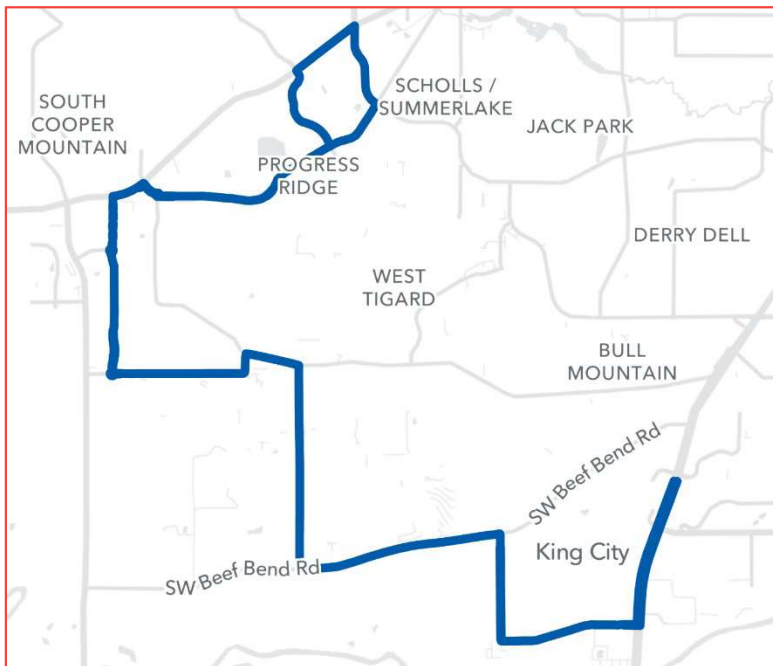 SCHOLLS /
SUMMERLAKE
SOUTH
COOPER
MOUNTAIN
JACK PARK
PROGRESS
RIDGE
DERRY DELL
WEST
TIGARD
BULL
MOUNTAIN
SW Beef Bend Rd
King City
SW Beef Bend Rd